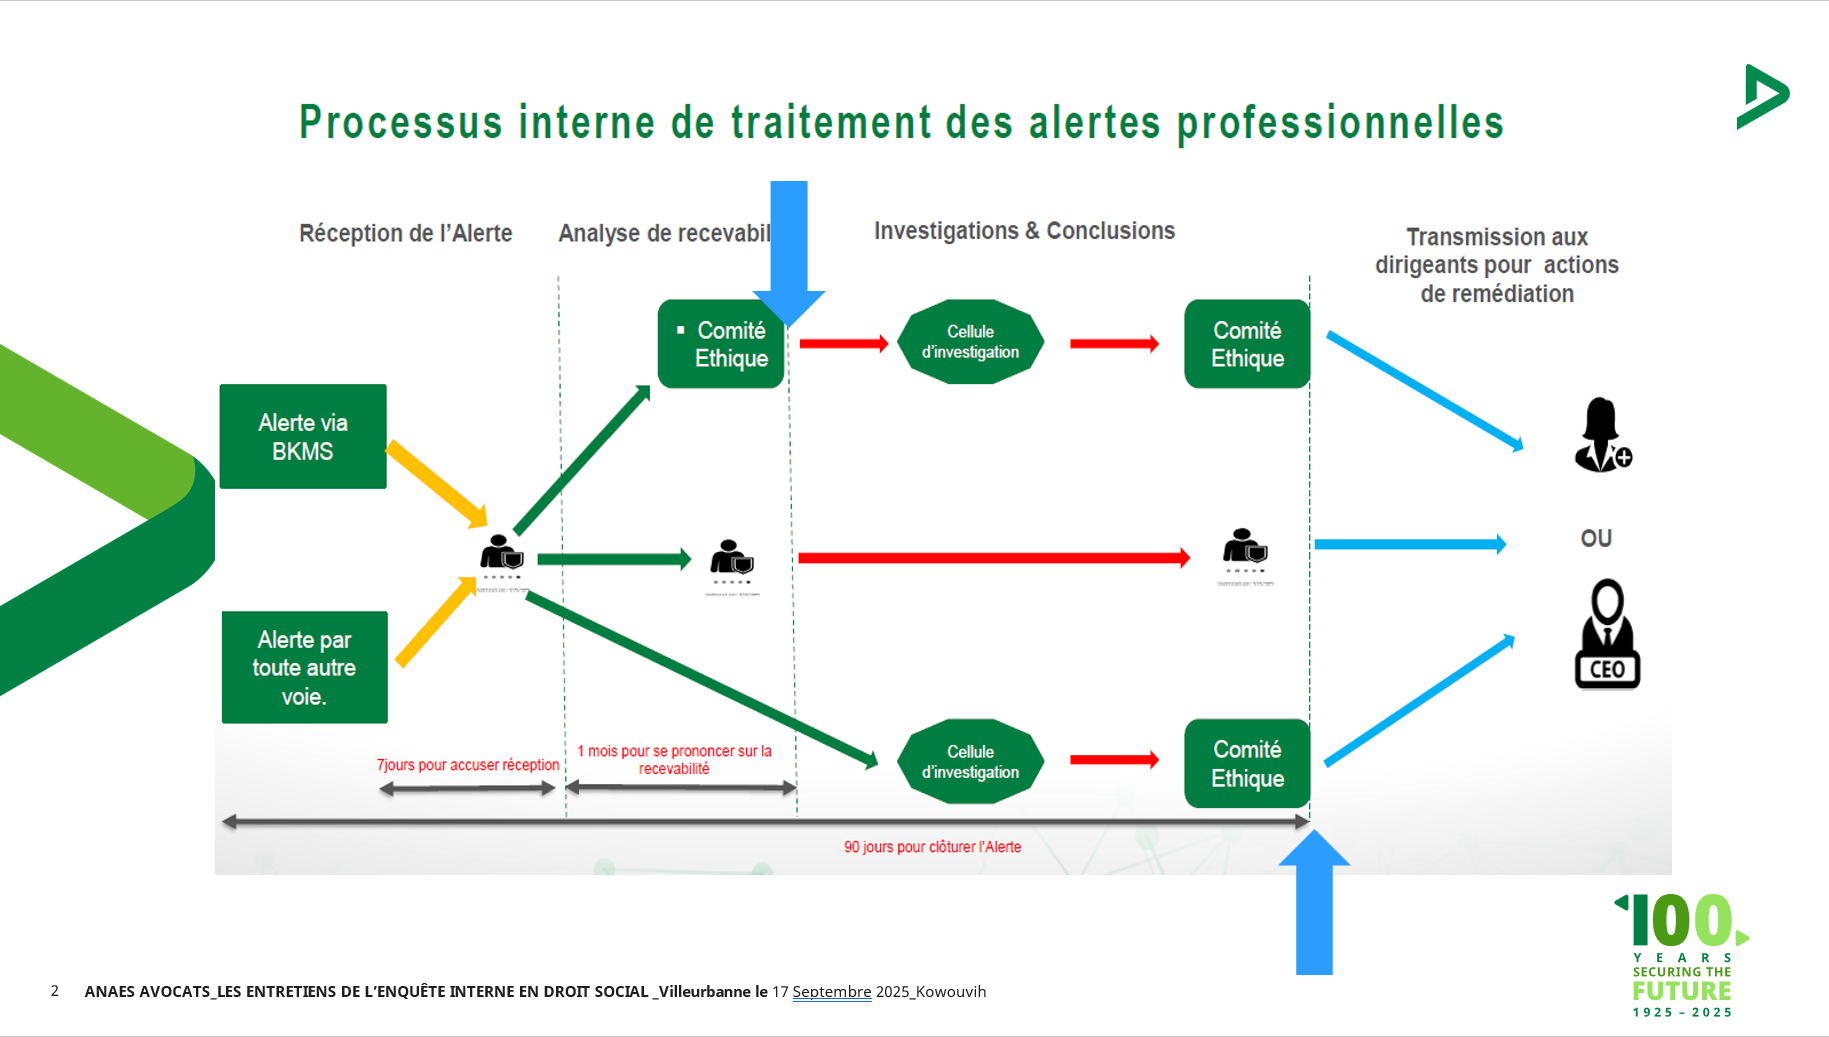 Processus interne de traitement des alertes professionnelles
Réception de l’Alerte
Analyse de recevabil
Investigations & Conclusions
Transmission aux
dirigeants pour actions
de remédiation
▪ Comité
Ethique
Cellule
d’investigation
Comité
Ethique
Alerte via
BKMS
OU
Alerte par
toute autre
voie.
CEO
Cellule
d’investigation
Comité
Ethique
7jours pour accuser réception
1 mois pour se prononcer sur la
recevabilité
90 jours pour clôturer l’Alerte
100
YEARS
SECURING THE
FUTURE
1925 – 2025
2 ANAES AVOCATS_LES ENTRETIENS DE L’ENQUÊTE INTERNE EN DROIT SOCIAL _Villeurbanne le 17 Septembre 2025_Kowouvih